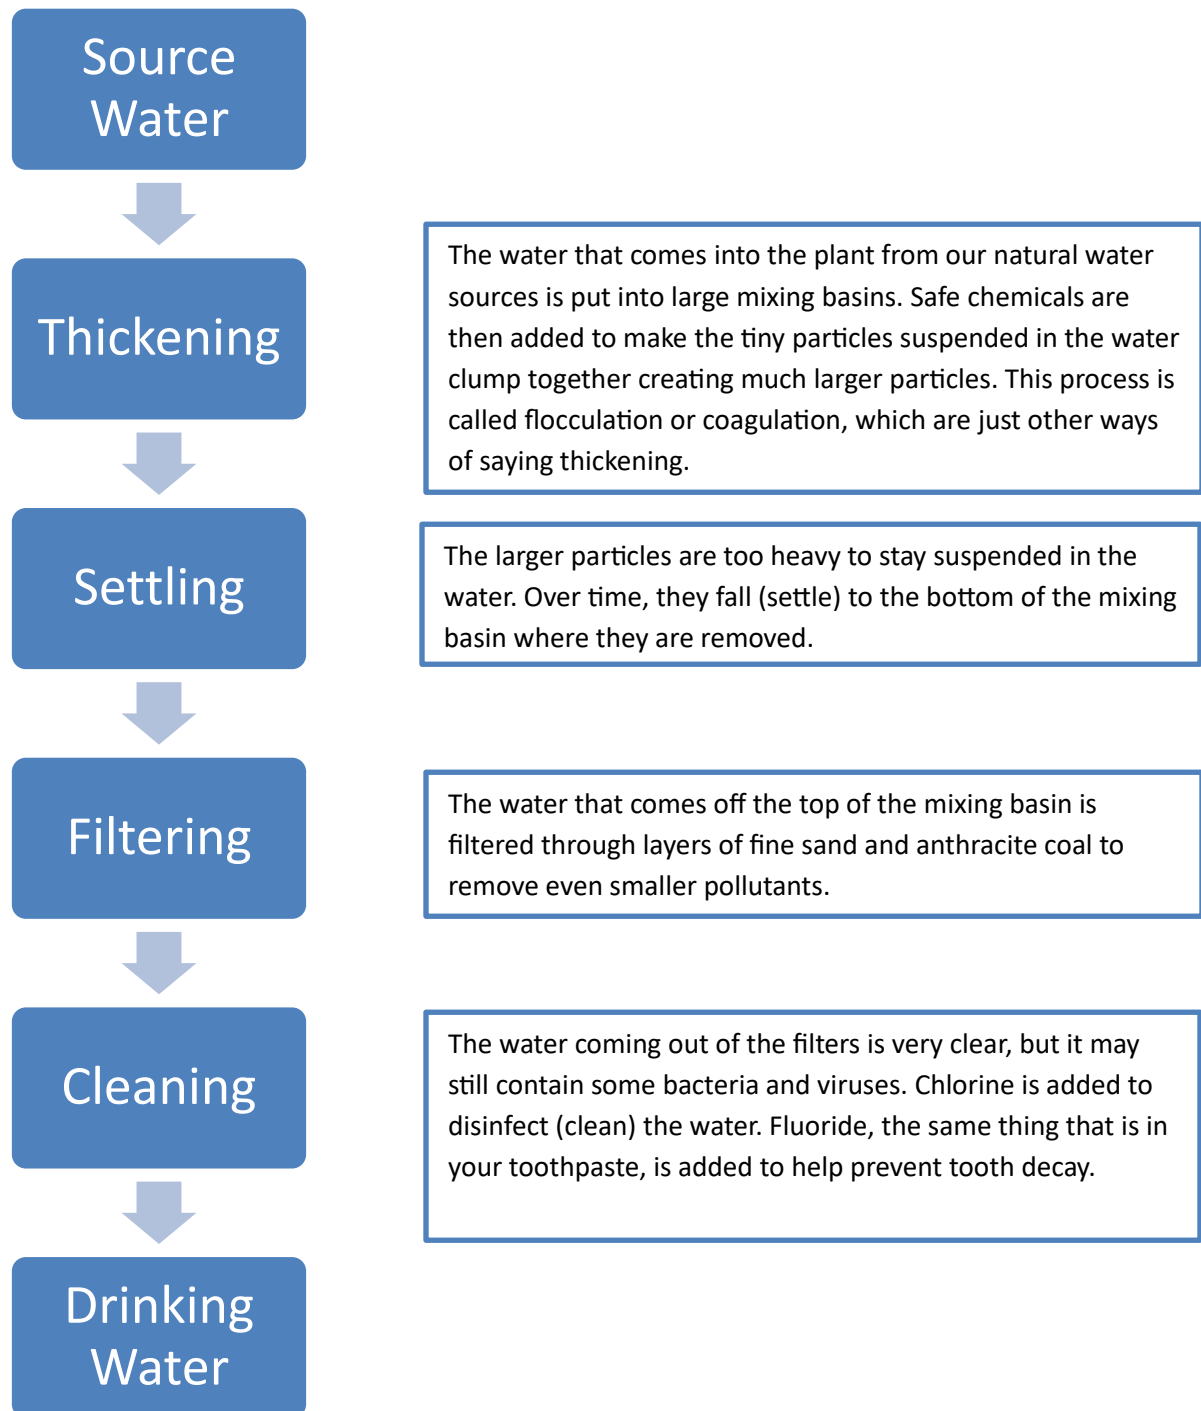 Source
Water
Thickening
The water that comes into the plant from our natural water
sources is put into large mixing basins. Safe chemicals are
then added to make the tiny particles suspended in the water
clump together creating much larger particles. This process is
called flocculation or coagulation, which are just other ways
of saying thickening.
Settling
The larger particles are too heavy to stay suspended in the
water. Over time, they fall (settle) to the bottom of the mixing
basin where they are removed.
Filtering
The water that comes off the top of the mixing basin is
filtered through layers of fine sand and anthracite coal to
remove even smaller pollutants.
Cleaning
The water coming out of the filters is very clear, but it may
still contain some bacteria and viruses. Chlorine is added to
disinfect (clean) the water. Fluoride, the same thing that is in
your toothpaste, is added to help prevent tooth decay.
Drinking
Water